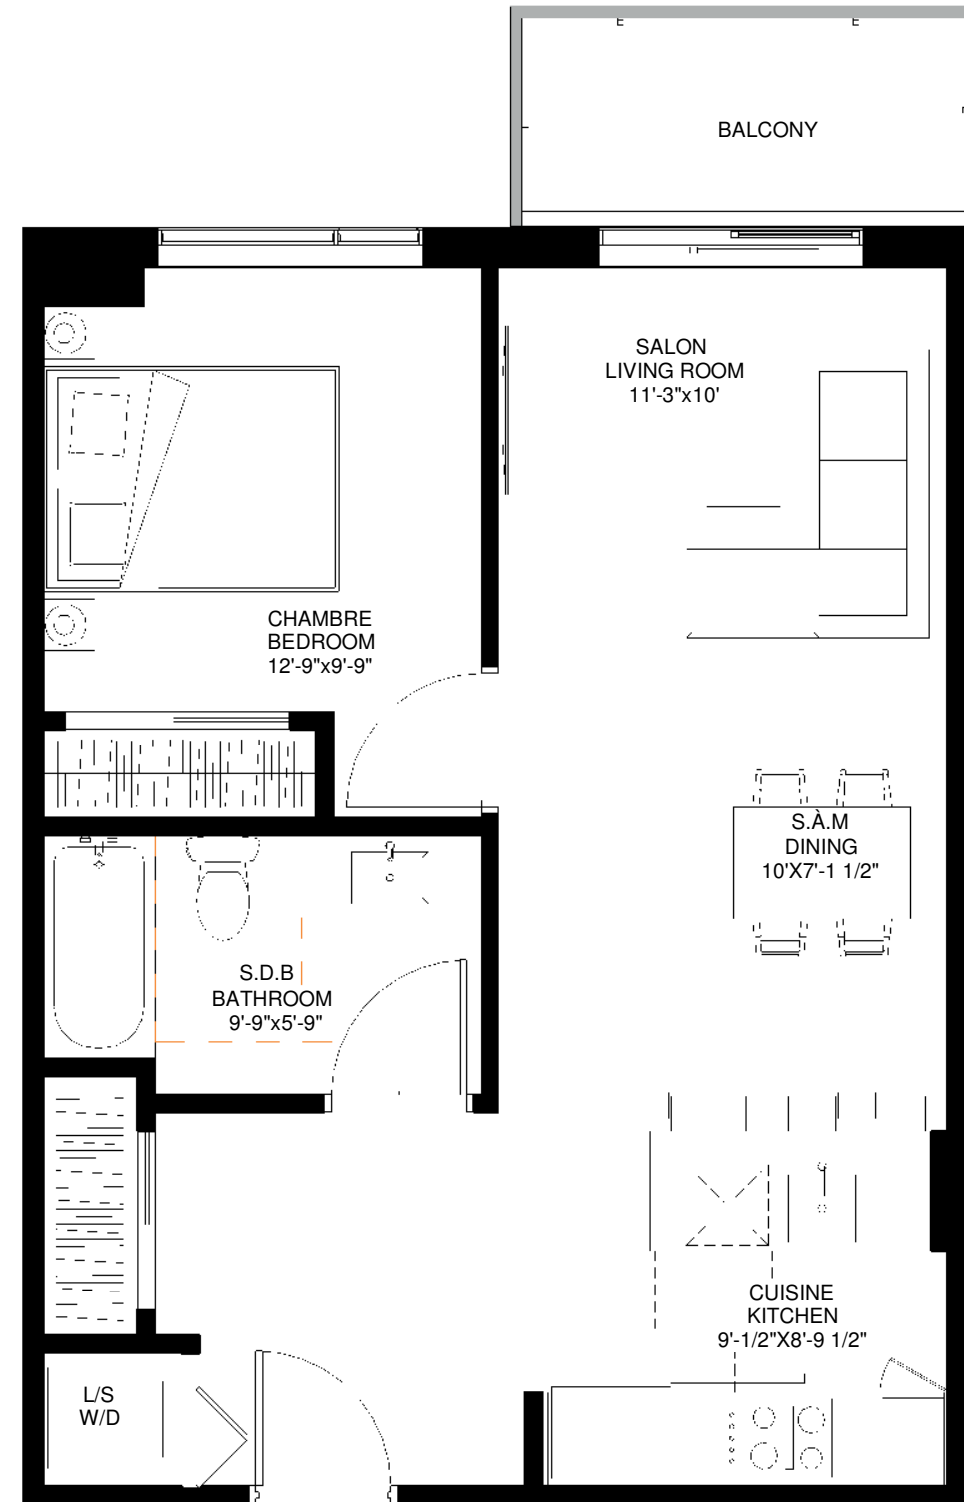 BALCONY
SALON
LIVING ROOM
11'-3"x10'
CHAMBRE
BEDROOM
12'-9"x9'-9"
S.À.M
DINING
10'X7'-1 1/2"
S.D.B
BATHROOM
9'-9"x5'-9"
CUISINE
KITCHEN
9'-1/2"X8'-9 1/2"
L/S
W/D